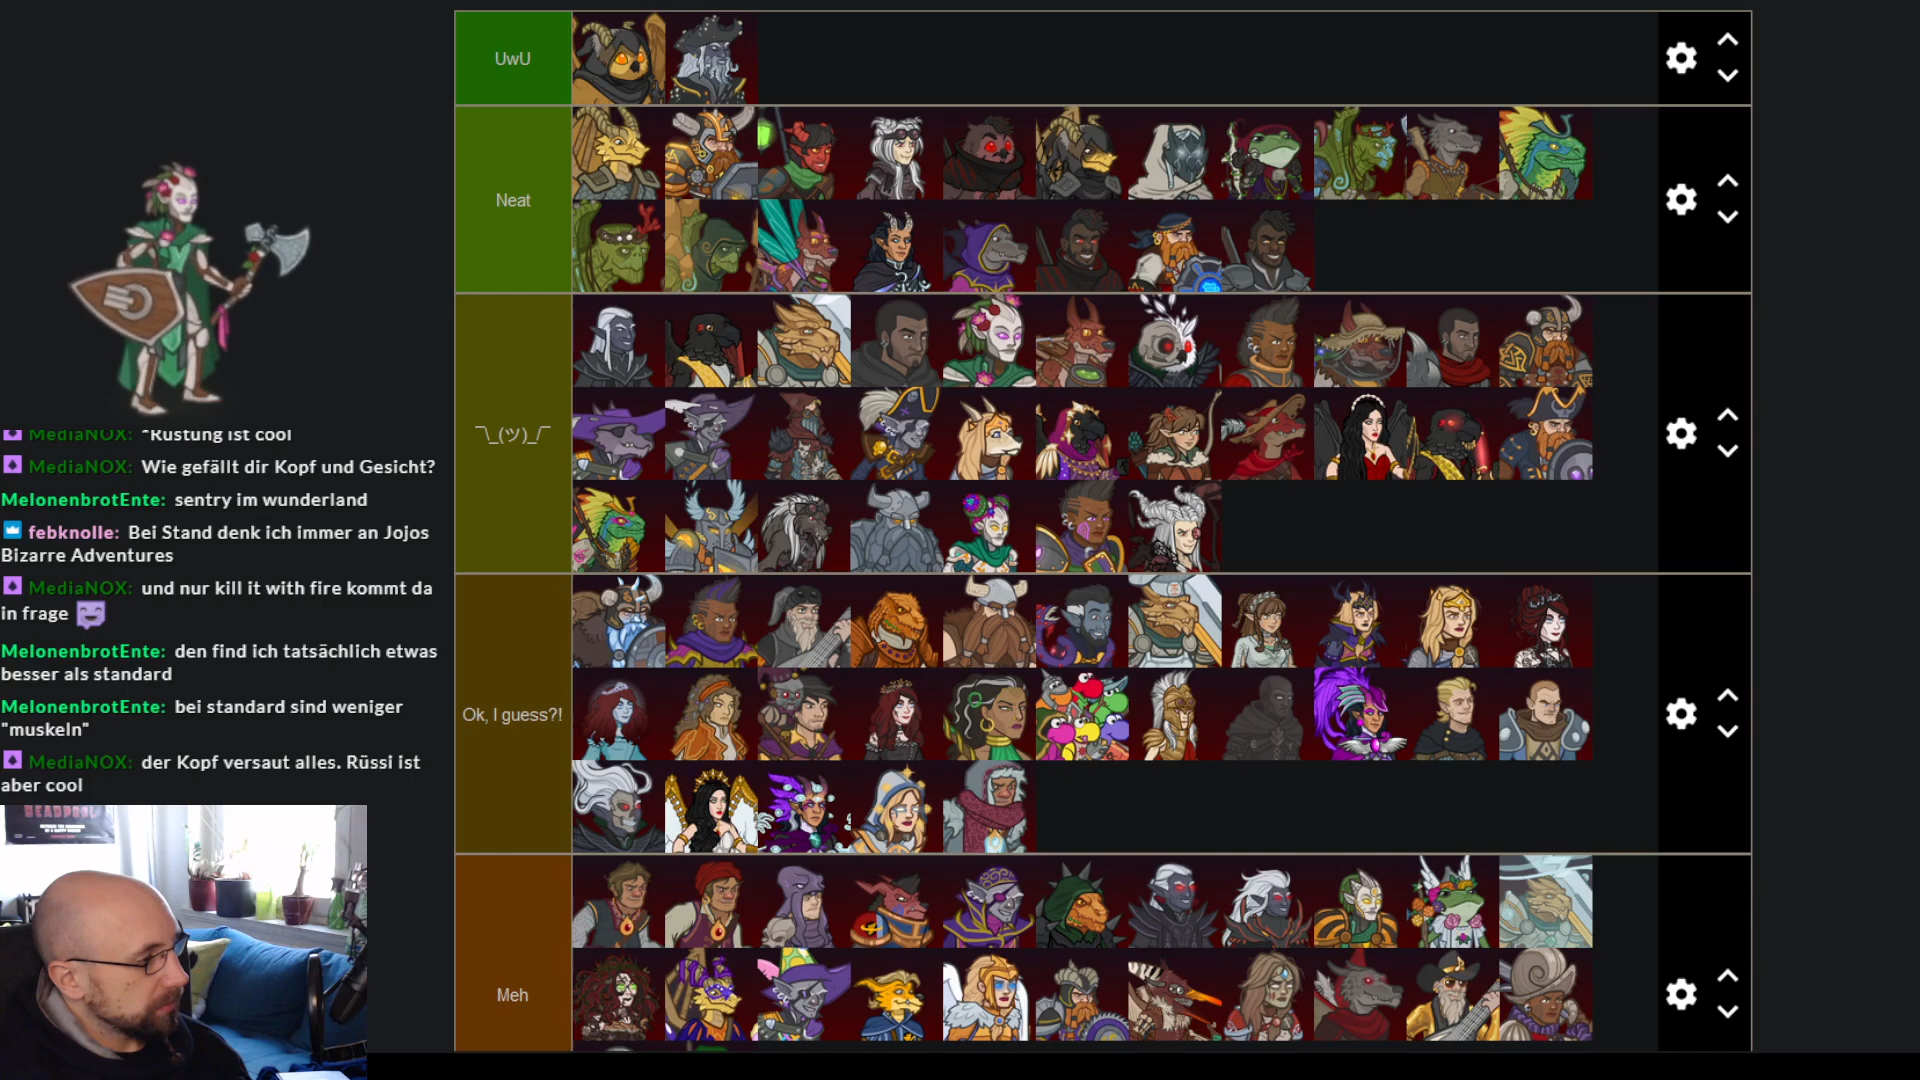 UwU
Neat
¯\_(ツ)_/¯
Ok, I guess?!
Meh
MediaNOX: "Rüstung ist cool
MediaNOX: Wie gefällt dir Kopf und Gesicht?
MelonenbrotEnte: sentry im wunderland
febknolle: Bei Stand denk ich immer an Jojos
Bizarre Adventures
MediaNOX: und nur kill it with fire kommt da
in frage
MelonenbrotEnte: den find ich tatsächlich etwas
besser als standard
MelonenbrotEnte: bei standard sind weniger
"muskeln"
MediaNOX: der Kopf versaut alles. Rüssi ist
aber cool
DEADPOOL